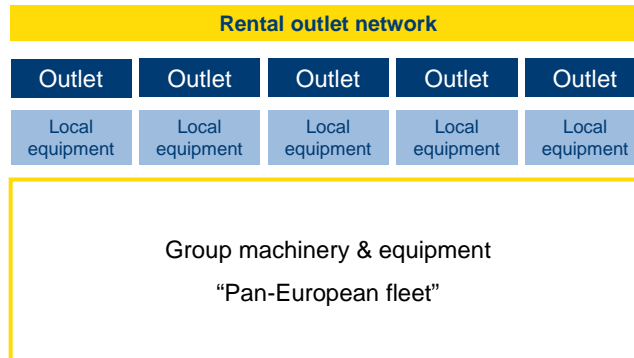 Rental outlet network
Outlet Outlet Outlet Outlet Outlet
Local Local Local Local Local
equipment equipment equipment equipment equipment
Group machinery & equipment
“Pan-European fleet”